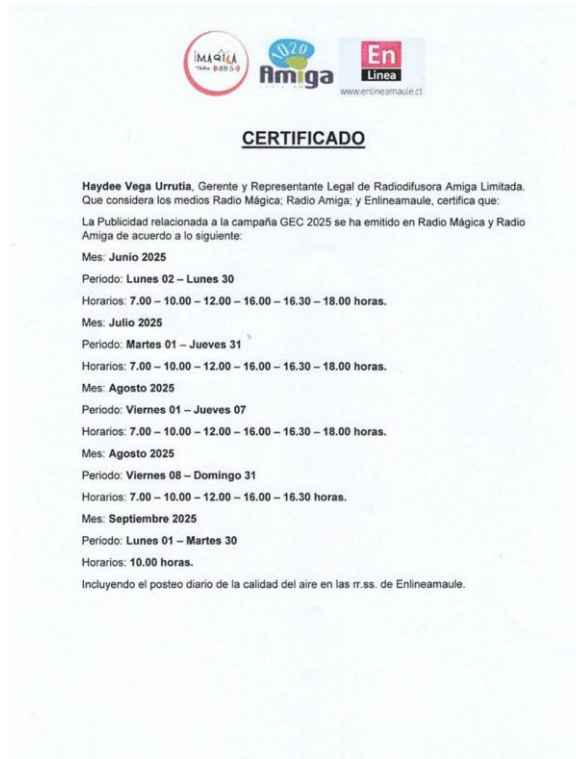 iMAGiCA
1020
Amiga
En
Linea
www.enlineamaule.cl
CERTIFICADO
Haydee Vega Urrutia, Gerente y Representante Legal de Radiodifusora Amiga Limitada.
Que considera los medios Radio Mágica; Radio Amiga; y Enlineamaule, certifica que:
La Publicidad relacionada a la campaña GEC 2025 se ha emitido en Radio Mágica y Radio
Amiga de acuerdo a lo siguiente:
Mes: Junio 2025
Periodo: Lunes 02 – Lunes 30
Horarios: 7.00 – 10.00 – 12.00 – 16.00 – 16.30 – 18.00 horas.
Mes: Julio 2025
Periodo: Martes 01 – Jueves 31
Horarios: 7.00 – 10.00 – 12.00 – 16.00 – 16.30 – 18.00 horas.
Mes: Agosto 2025
Periodo: Viernes 01 – Jueves 07
Horarios: 7.00 – 10.00 – 12.00 – 16.00 – 16.30 – 18.00 horas.
Mes: Agosto 2025
Periodo: Viernes 08 – Domingo 31
Horarios: 7.00 – 10.00 – 12.00 – 16.00 – 16.30 horas.
Mes: Septiembre 2025
Periodo: Lunes 01 – Martes 30
Horarios: 10.00 horas.
Incluyendo el posteo diario de la calidad del aire en las rr.ss. de Enlineamaule.